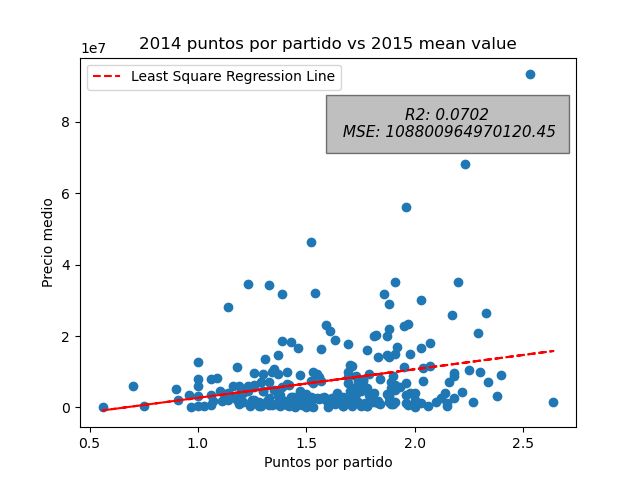 2014 puntos por partido vs 2015 mean value
1e7
Least Square Regression Line
R2: 0.0702
MSE: 108800964970120.45
8
6
4
2
0
Precio medio
0.5 1.0 1.5 2.0 2.5
Puntos por partido